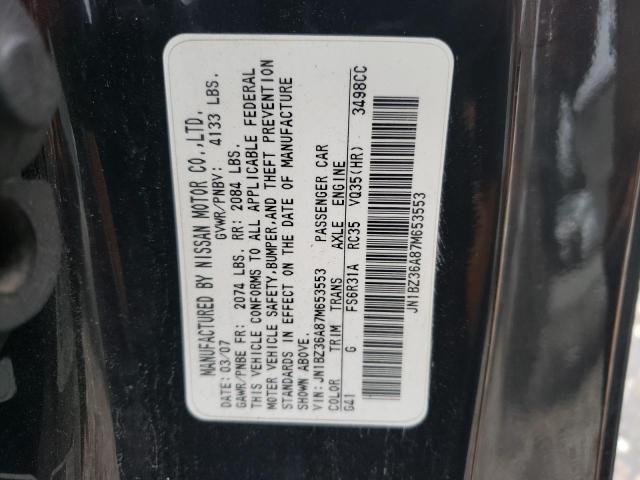 MANUFACTURED BY NISSAN MOTOR CO.,LTD.
DATE: 03/07 GVWR/PNBV: 4133 LBS.
GAWR/PNBE FR: 2074 LBS. RR: 2084 LBS.
THIS VEHICLE CONFORMS TO ALL APPLICABLE FEDERAL
MOTOR VEHICLE SAFETY,BUMPER,AND THEFT PREVENTION
STANDARDS IN EFFECT ON THE DATE OF MANUFACTURE
SHOWN ABOVE.
VIN: JN1BZ36A87M653553 PASSENGER CAR
COLOR TRIM TRANS AXLE ENGINE
G41 G FS6R31A RC35 VQ35(HR) 3498CC
JN1BZ36A87M653553